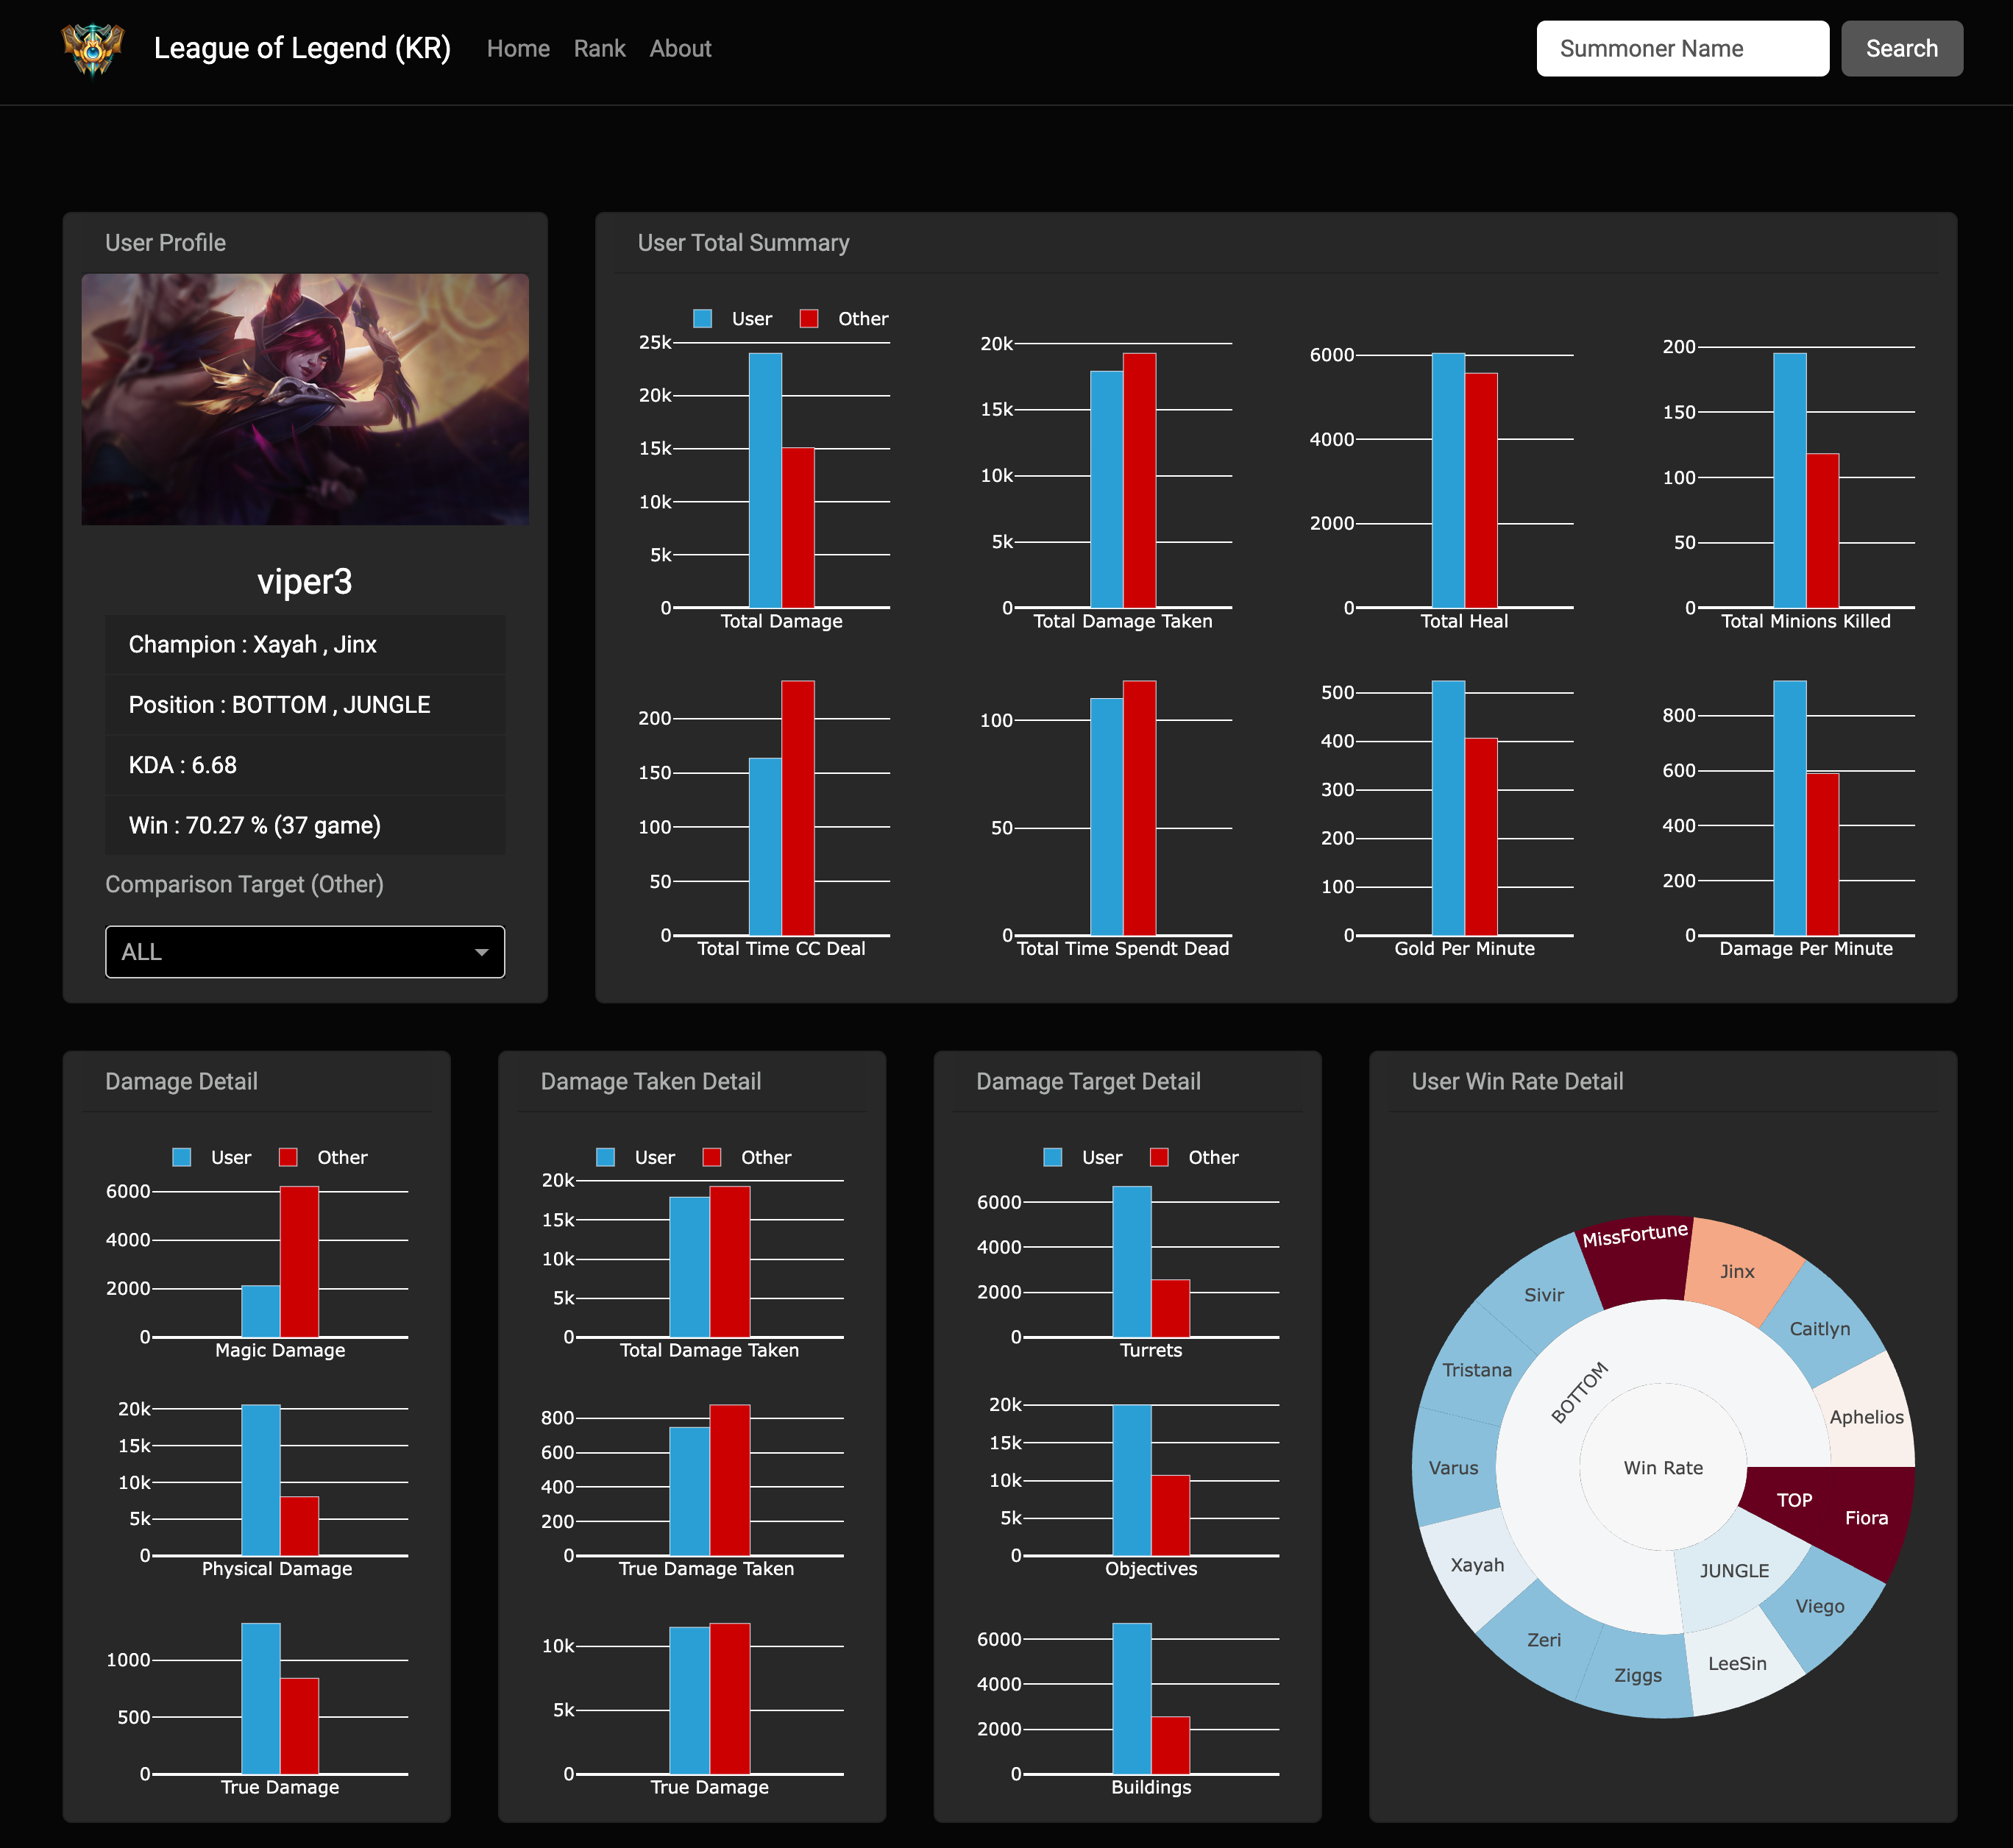 League of Legend (KR) Home Rank About Summoner Name Search
User Profile
viper3
Champion : Xayah , Jinx
Position : BOTTOM , JUNGLE
KDA : 6.68
Win : 70.27 % (37 game)
Comparison Target (Other)
ALL
User Total Summary
User Other
25k
20k
15k
10k
5k
0
Total Damage
20k
15k
10k
5k
0
Total Damage Taken
6000
4000
2000
0
Total Heal
200
150
100
50
0
Total Minions Killed
200
150
100
50
0
Total Time CC Deal
100
50
0
Total Time Spendt Dead
500
400
300
200
100
0
Gold Per Minute
800
600
400
200
0
Damage Per Minute
Damage Detail
User Other
6000
4000
2000
0
Magic Damage
20k
15k
10k
5k
0
Physical Damage
1000
500
0
True Damage
Damage Taken Detail
User Other
20k
15k
10k
5k
0
Total Damage Taken
800
600
400
200
0
True Damage Taken
10k
5k
0
True Damage
Damage Target Detail
User Other
6000
4000
2000
0
Turrets
20k
15k
10k
5k
0
Objectives
6000
4000
2000
0
Buildings
User Win Rate Detail
MissFortune
Jinx
Sivir
Caitlyn
Tristana
BOTTOM
Aphelios
Varus
Win Rate
TOP
Fiora
Xayah
JUNGLE
Viego
Zeri
LeeSin
Ziggs